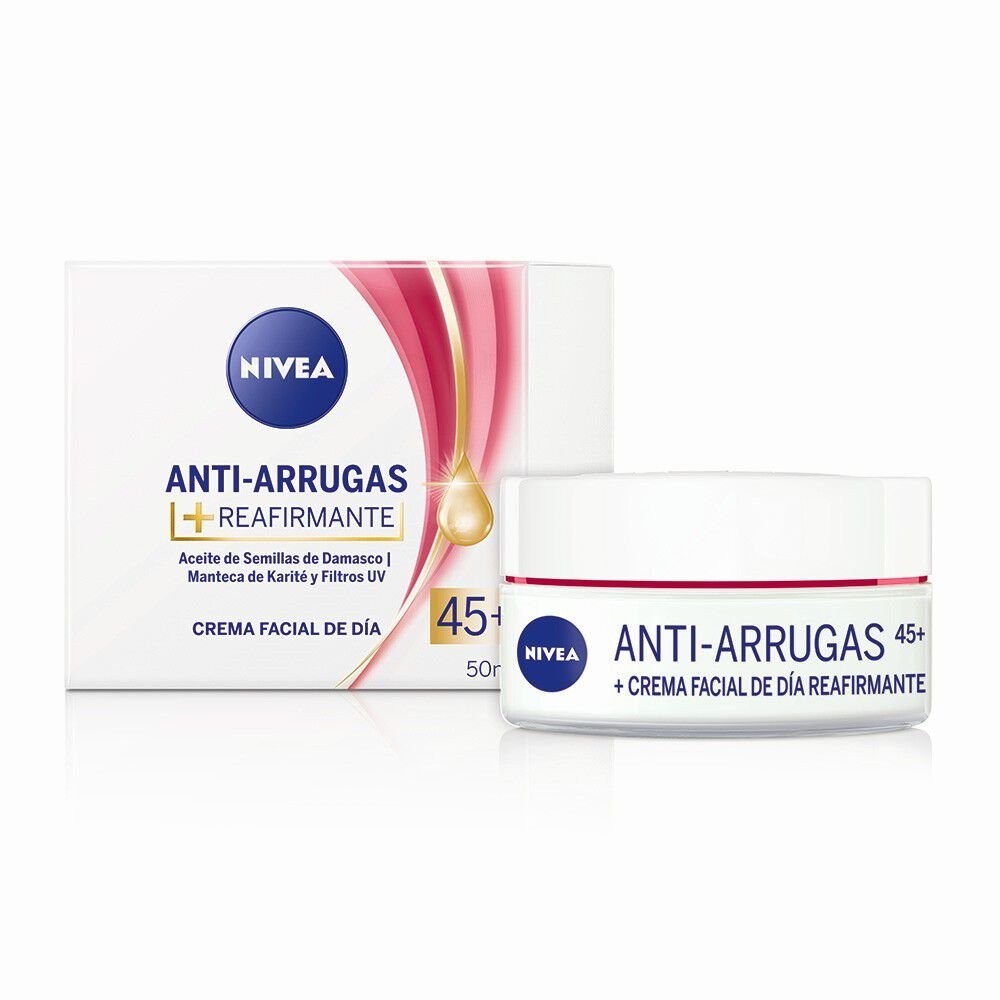 NIVEA
ANTI-ARRUGAS
+ REAFIRMANTE
Aceite de Semillas de Damasco |
Manteca de Karité y Filtros UV
CREMA FACIAL DE DÍA
45+
50m
NIVEA
ANTI-ARRUGAS 45+
+ CREMA FACIAL DE DÍA REAFIRMANTE